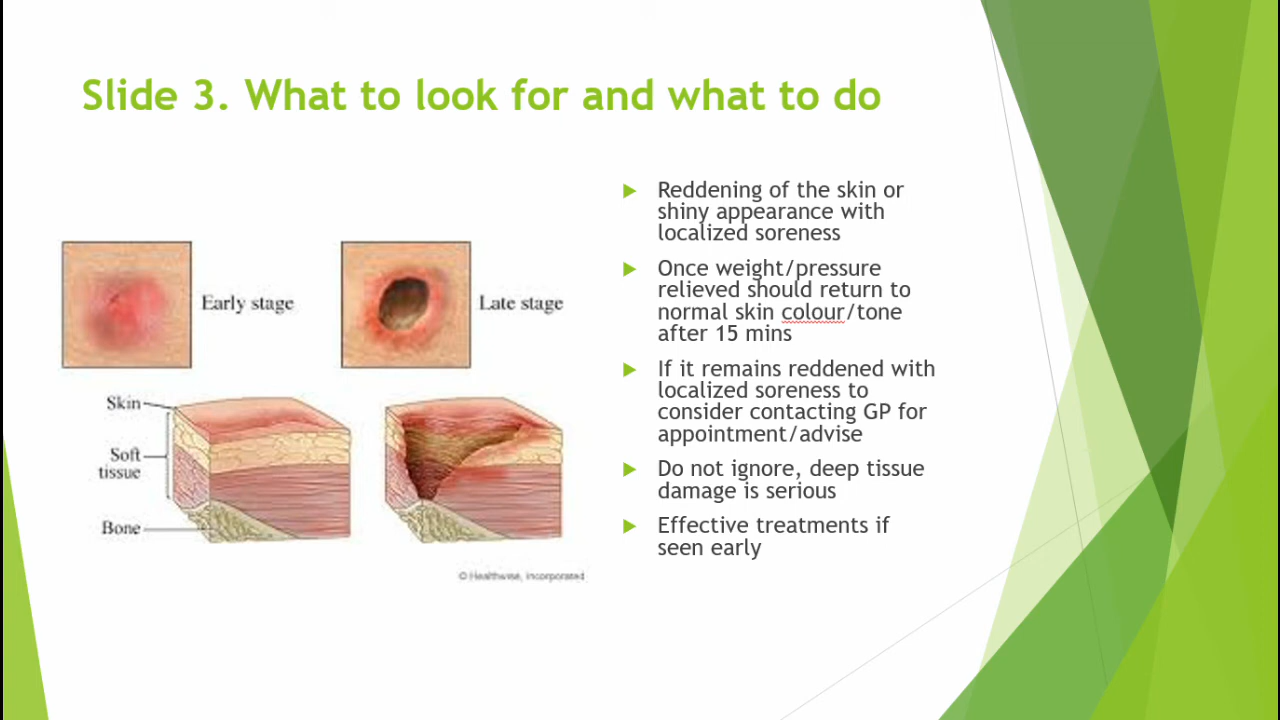 Slide 3. What to look for and what to do
Early stage
Late stage
Skin
Soft
tissue
Bone
© Healthwise, Incorporated
Reddening of the skin or
shiny appearance with
localized soreness
Once weight/pressure
relieved should return to
normal skin colour/tone
after 15 mins
If it remains reddened with
localized soreness to
consider contacting GP for
appointment/advise
Do not ignore, deep tissue
damage is serious
Effective treatments if
seen early